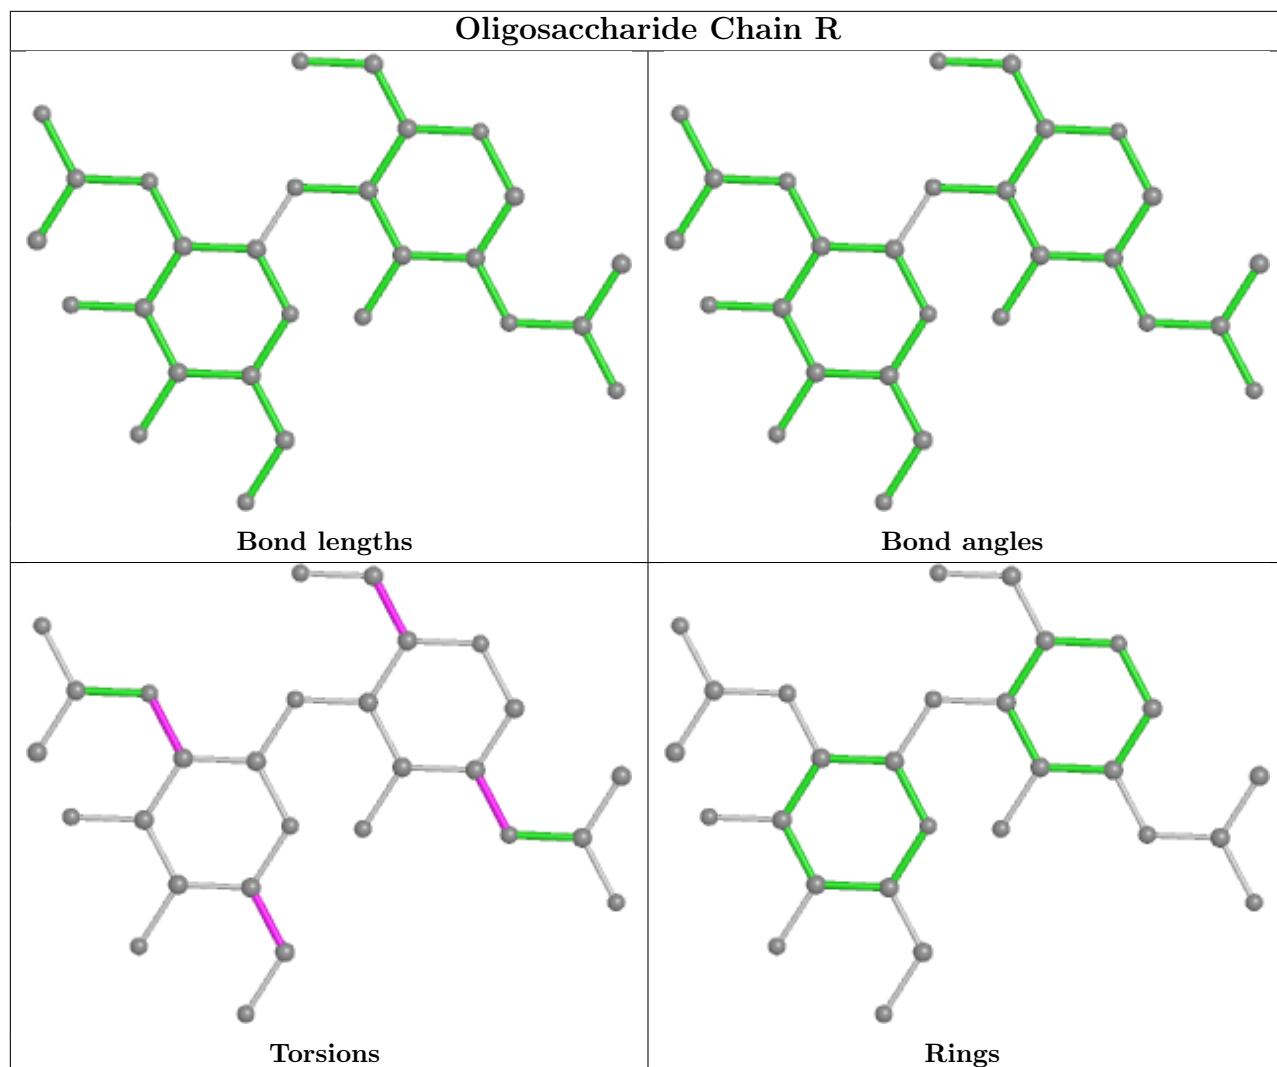 Oligosaccharide Chain R
Bond lengths
Bond angles
Torsions
Rings